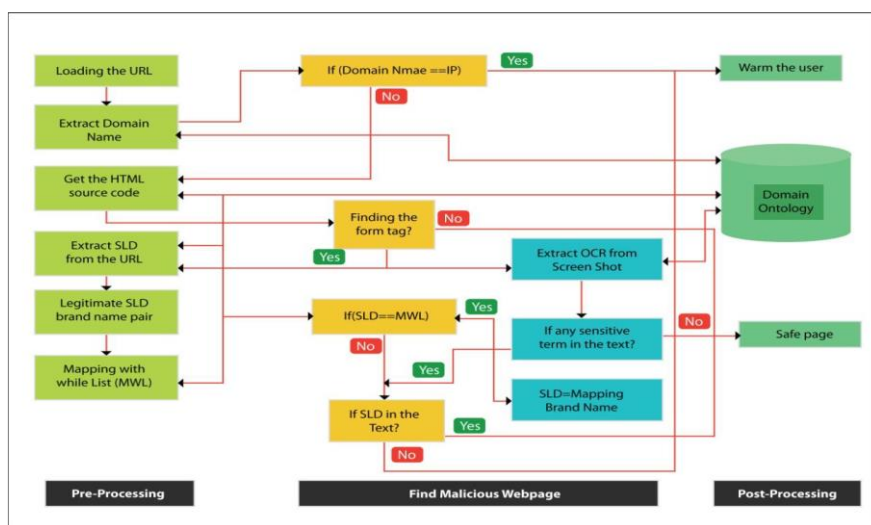 Loading the URL
If (Domain Nmae ==IP)
Yes
Warm the user
No
Extract Domain
Name
Get the HTML
source code
Domain
Ontology
Finding the
form tag?
No
Extract SLD
from the URL
Yes
Extract OCR from
Screen Shot
Legitimate SLD
brand name pair
If(SLD==MWL)
Yes
If any sensitive
term in the text?
No
Safe page
No
Yes
Mapping with
while List (MWL)
SLD=Mapping
Brand Name
If SLD in the
Text?
Yes
No
Pre-Processing
Find Malicious Webpage
Post-Processing